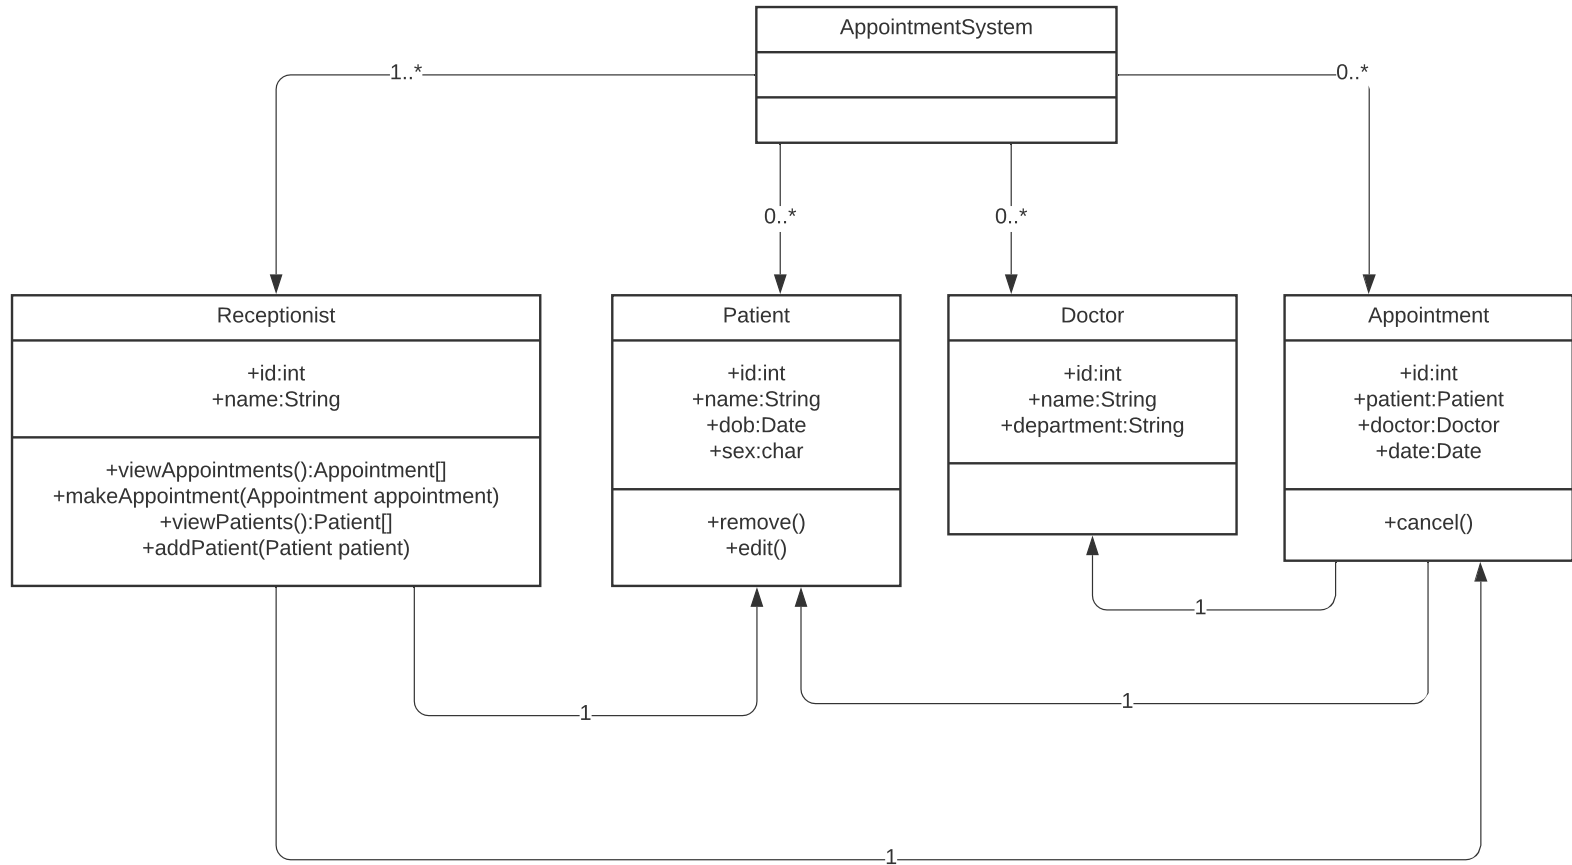 AppointmentSystem
1..*
0..*
0..*
0..*
Receptionist
+id:int
+name:String
+viewAppointments():Appointment[]
+makeAppointment(Appointment appointment)
+viewPatients():Patient[]
+addPatient(Patient patient)
Patient
+id:int
+name:String
+dob:Date
+sex:char
+remove()
+edit()
Doctor
+id:int
+name:String
+department:String
Appointment
+id:int
+patient:Patient
+doctor:Doctor
+date:Date
+cancel()
1
1
1
1